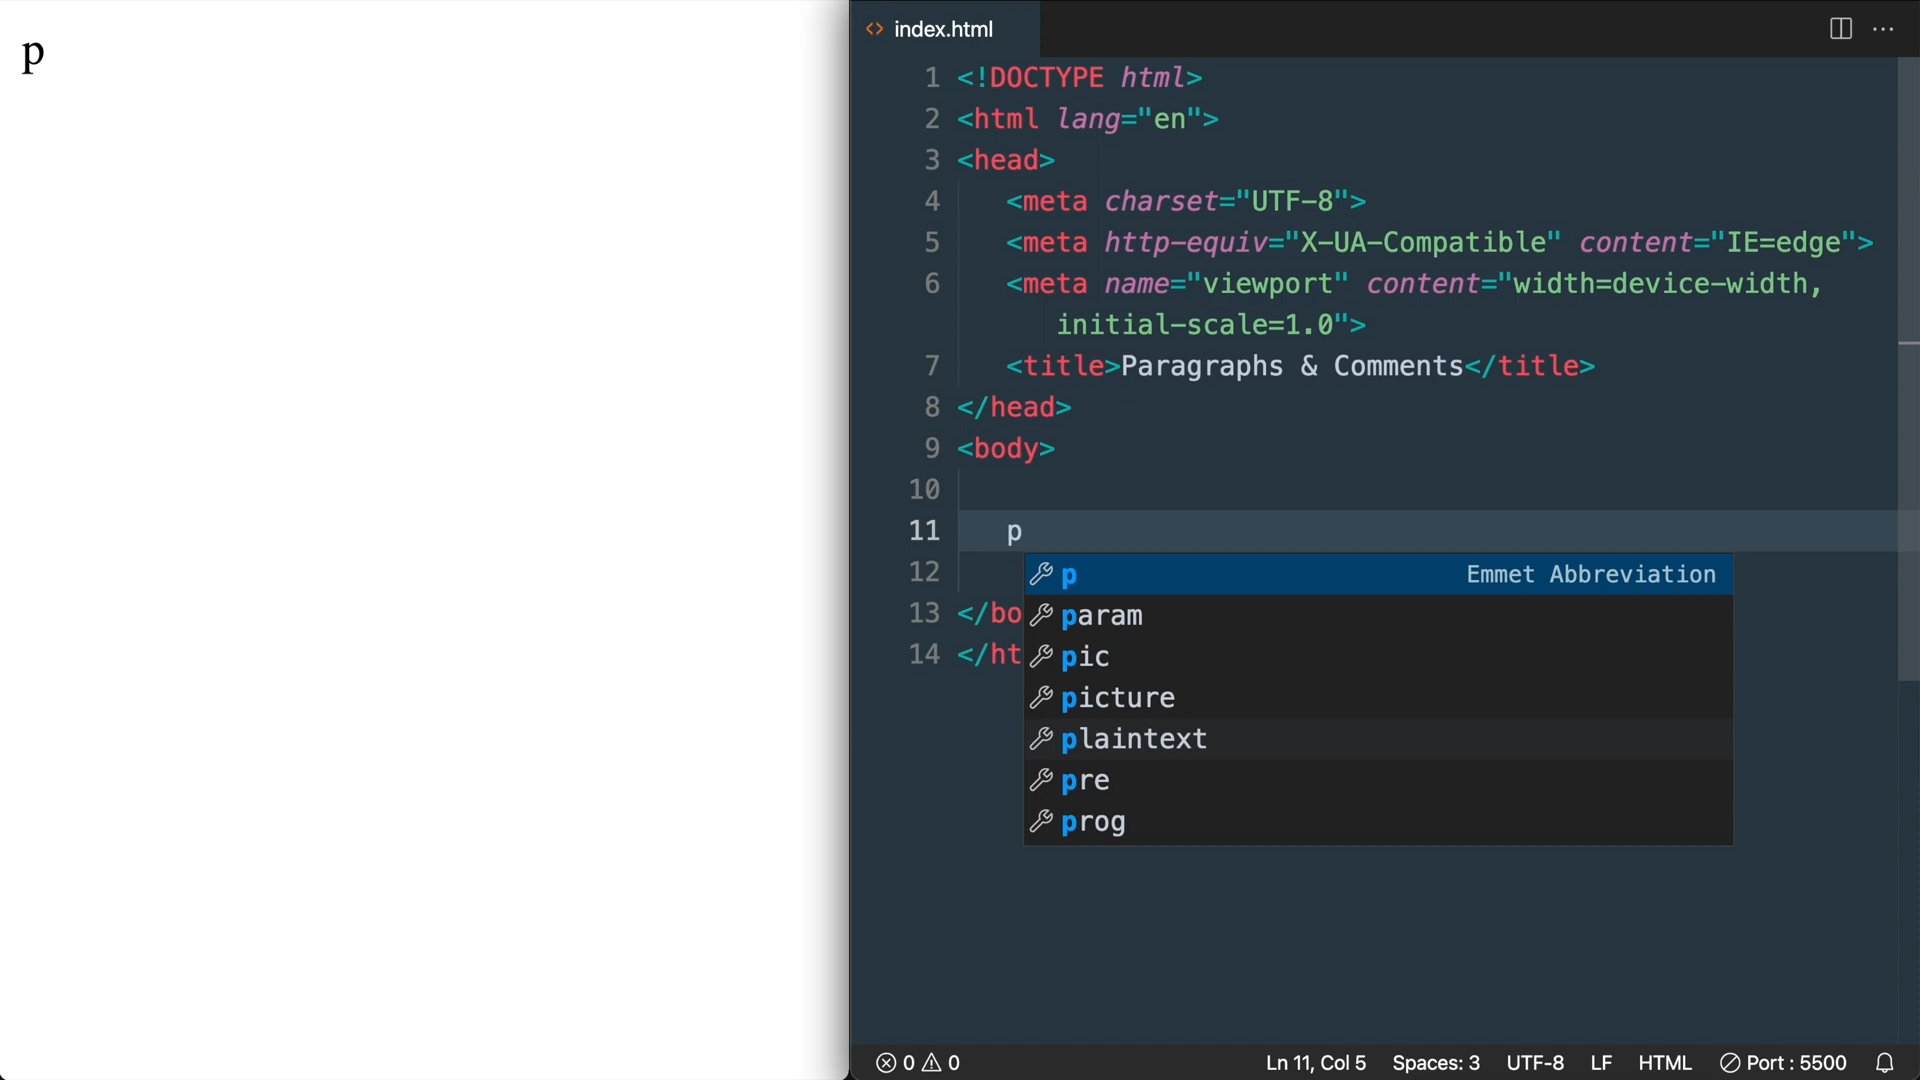 p
index.html
1 <!DOCTYPE html>
2 <html lang="en">
3 <head>
4 <meta charset="UTF-8">
5 <meta http-equiv="X-UA-Compatible" content="IE=edge">
6 <meta name="viewport" content="width=device-width,
initial-scale=1.0">
7 <title>Paragraphs & Comments</title>
8 </head>
9 <body>
10
11 p
12 p Emmet Abbreviation
param
13 </bo
pic
14 </ht
picture
plaintext
pre
prog
0 0 Ln 11, Col 5 Spaces: 3 UTF-8 LF HTML Port : 5500